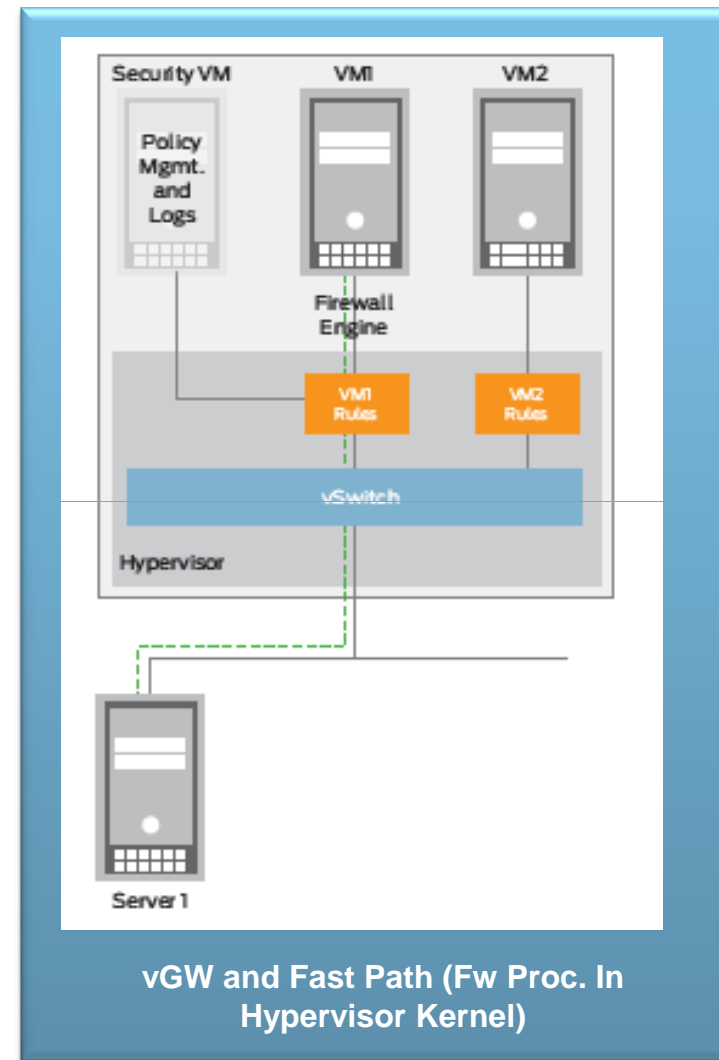 Security VM
VM1
VM2
Policy
Mgmt.
and
Logs
Firewall
Engine
VM1
Rules
VM2
Rules
vSwitch
Hypervisor
Server 1
vGW and Fast Path (Fw Proc. In
Hypervisor Kernel)